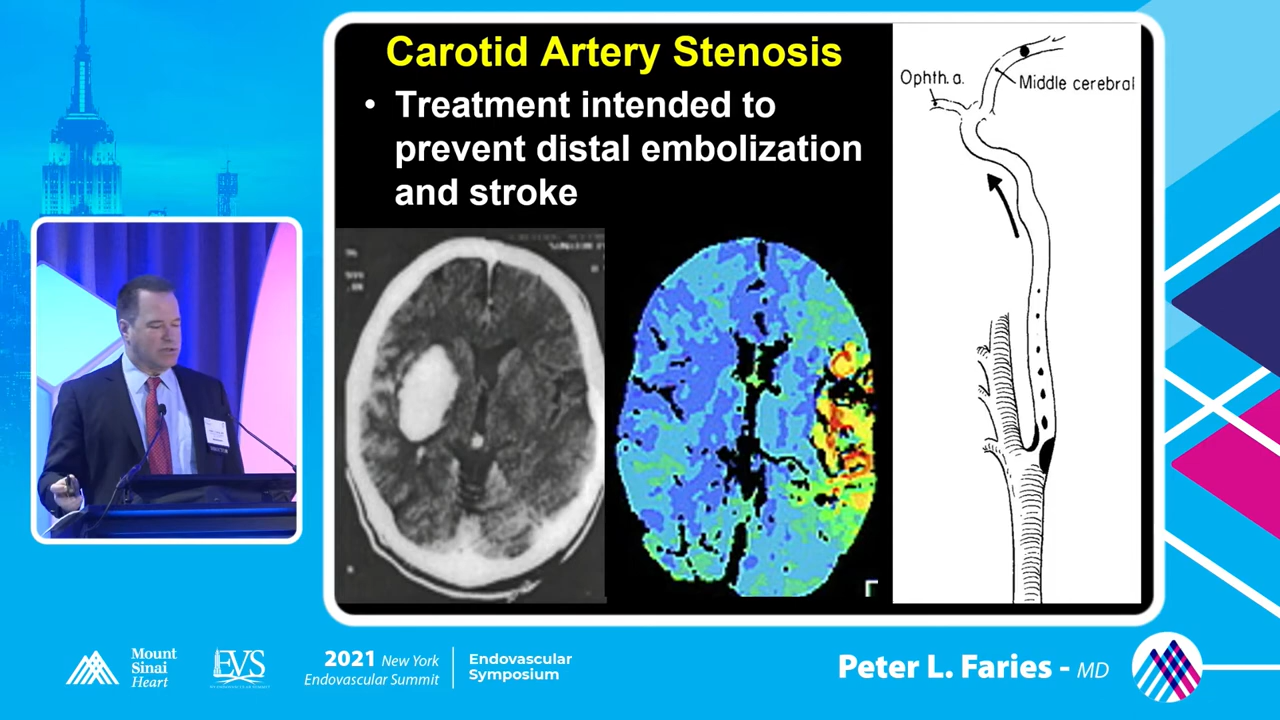 Carotid Artery Stenosis
• Treatment intended to
prevent distal embolization
and stroke
Ophth. a.
Middle cerebral
Mount
Sinai
Heart
EVS
2021 New York
Endovascular Summit
Endovascular
Symposium
Peter L. Faries - MD